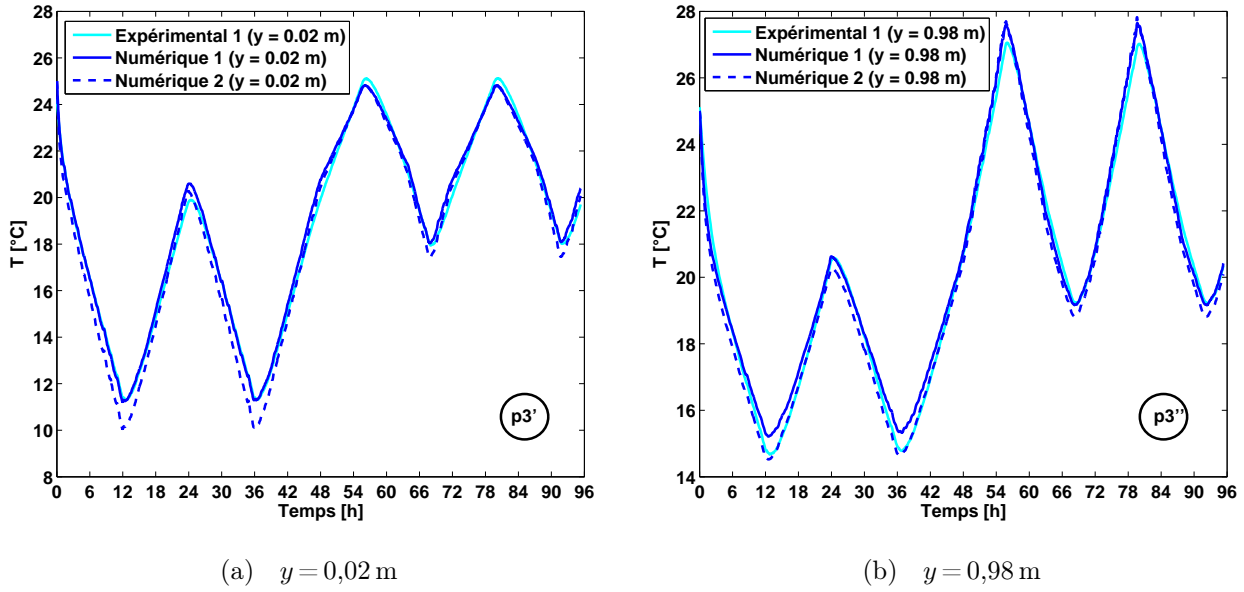 28
26
24
22
20
18
16
14
12
10
8
T [°C]
0 6 12 18 24 30 36 42 48 54 60 66 72 78 84 90 96
Temps [h]
Expérimental 1 (y = 0.02 m)
Numérique 1 (y = 0.02 m)
Numérique 2 (y = 0.02 m)
p3'
(a) y = 0,02 m
28
26
24
22
20
18
16
14
T [°C]
0 6 12 18 24 30 36 42 48 54 60 66 72 78 84 90 96
Temps [h]
Expérimental 1 (y = 0.98 m)
Numérique 1 (y = 0.98 m)
Numérique 2 (y = 0.98 m)
p3''
(b) y = 0,98 m